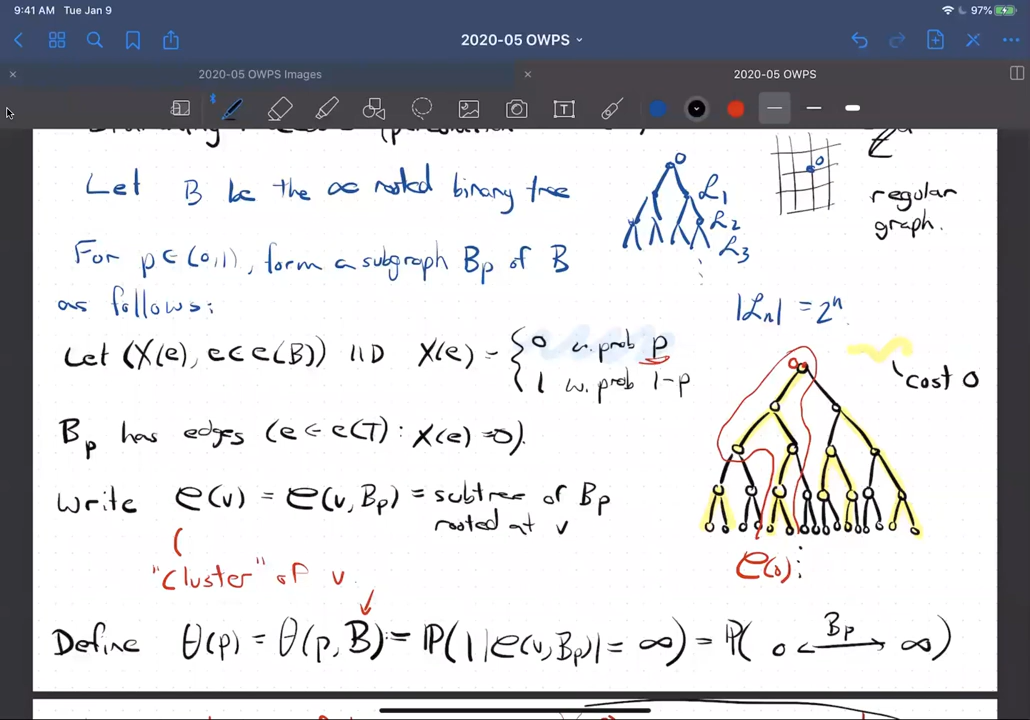 9:41 AM Tue Jan 9
97%
2020-05 OWPS
2020-05 OWPS Images
2020-05 OWPS
Let B be the ∞ rooted binary tree
0
L1
L2
L3
0
Z^d
regular
graph.
For p ∈ (0,1), form a subgraph Bp of B
as follows:
|Ln| = 2^n.
Let (X(e), e ∈ e(B)) IID X(e) = { 0 w. prob p
1 w. prob 1-p
cost 0
Bp has edges (e ∈ e(T) : X(e) = 0).
Write C(v) = C(v, Bp) = subtree of Bp
rooted at v
C(0):
"Cluster" of v
Define θ(p) = θ(p, B) = P(|C(v, Bp)| = ∞) = P(0 ⟷ ∞)
Bp